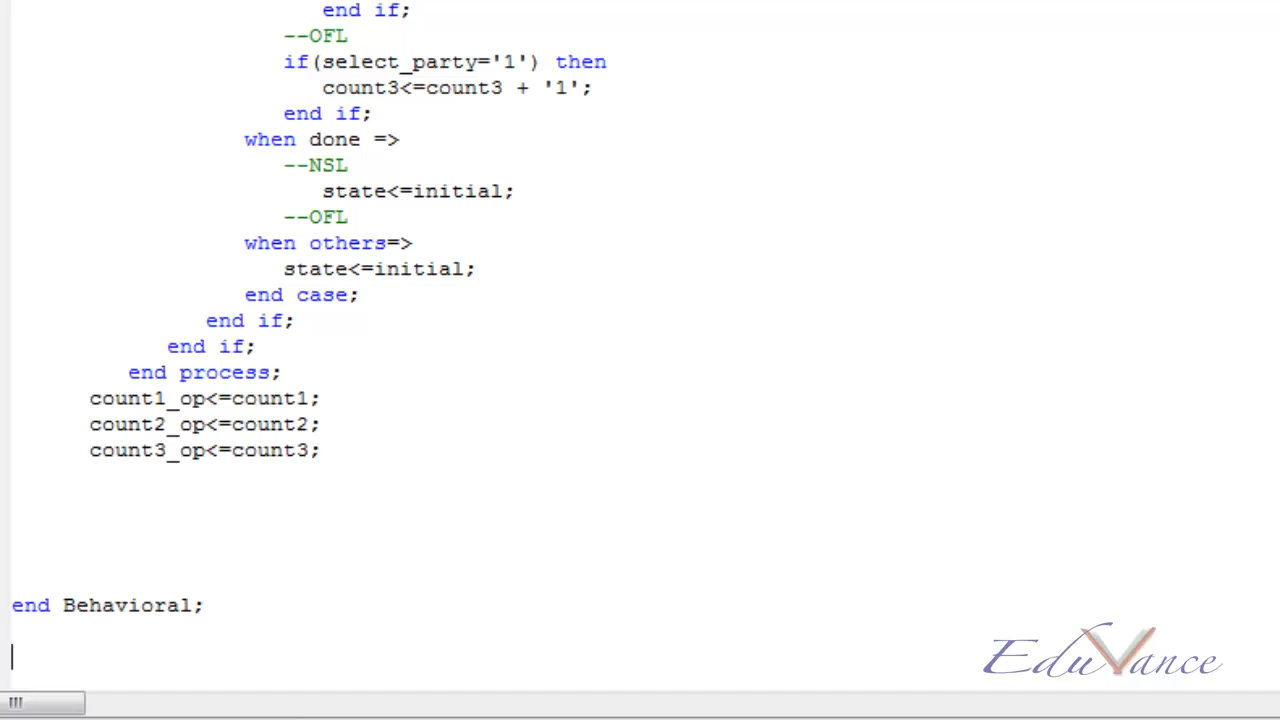 end if;
--OFL
if(select_party='1') then
count3<=count3 + '1';
end if;
when done =>
--NSL
state<=initial;
--OFL
when others=>
state<=initial;
end case;
end if;
end if;
end process;
count1_op<=count1;
count2_op<=count2;
count3_op<=count3;
end Behavioral;
EduVance